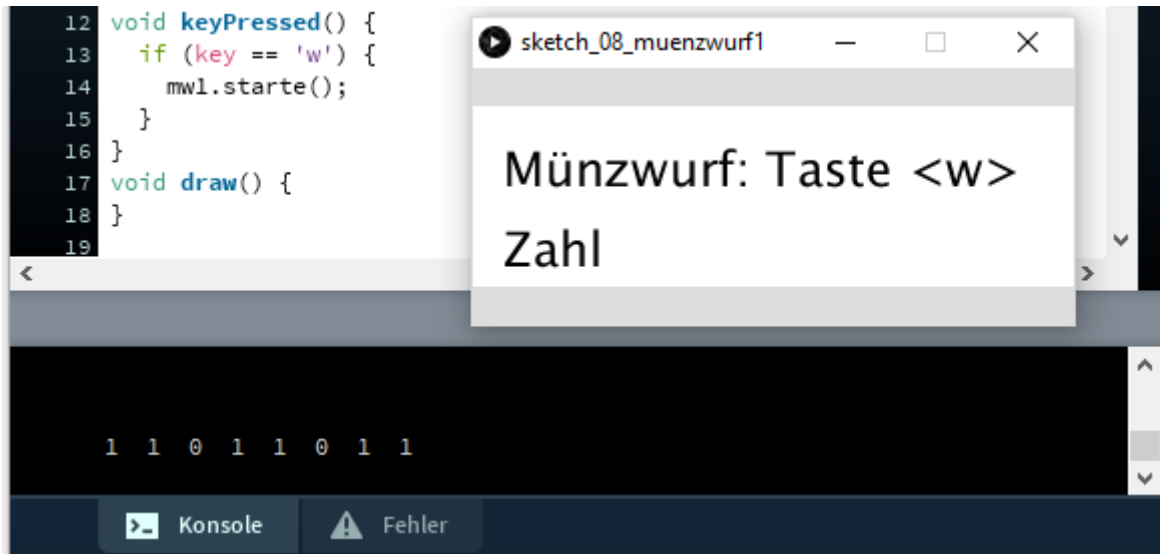 12 void keyPressed() {
13 if (key == 'w') {
14 mwl.starte();
15 }
16 }
17 void draw() {
18 }
19
sketch_08_muenzwurf1
Münzwurf: Taste <w>
Zahl
1 1 0 1 1 0 1 1
Konsole
Fehler